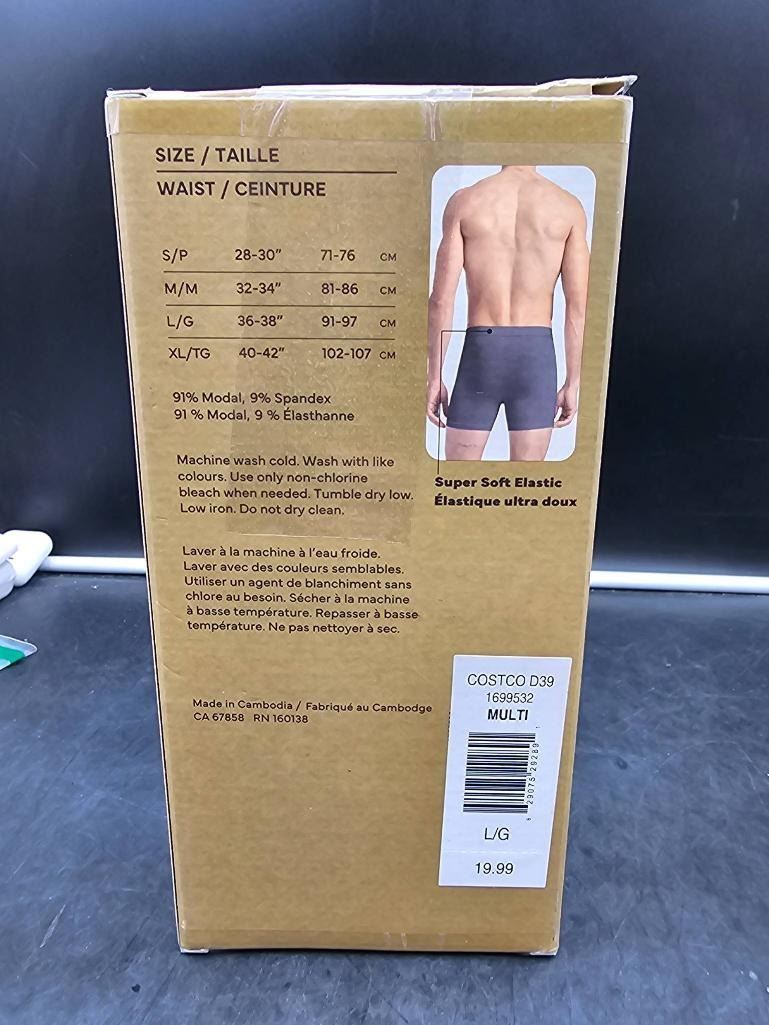 SIZE / TAILLE
WAIST / CEINTURE
S/P 28-30" 71-76 CM
M/M 32-34" 81-86 CM
L/G 36-38" 91-97 CM
XL/TG 40-42" 102-107 CM
91% Modal, 9% Spandex
91 % Modal, 9 % Élasthanne
Machine wash cold. Wash with like
colours. Use only non-chlorine
bleach when needed. Tumble dry low.
Low iron. Do not dry clean.
Laver à la machine à l'eau froide.
Laver avec des couleurs semblables.
Utiliser un agent de blanchiment sans
chlore au besoin. Sécher à la machine
à basse température. Repasser à basse
température. Ne pas nettoyer à sec.
Made in Cambodia / Fabriqué au Cambodge
CA 67858 RN 160138
Super Soft Elastic
Élastique ultra doux
COSTCO D39
1699532
MULTI
6 29075 29289 1
L/G
19.99